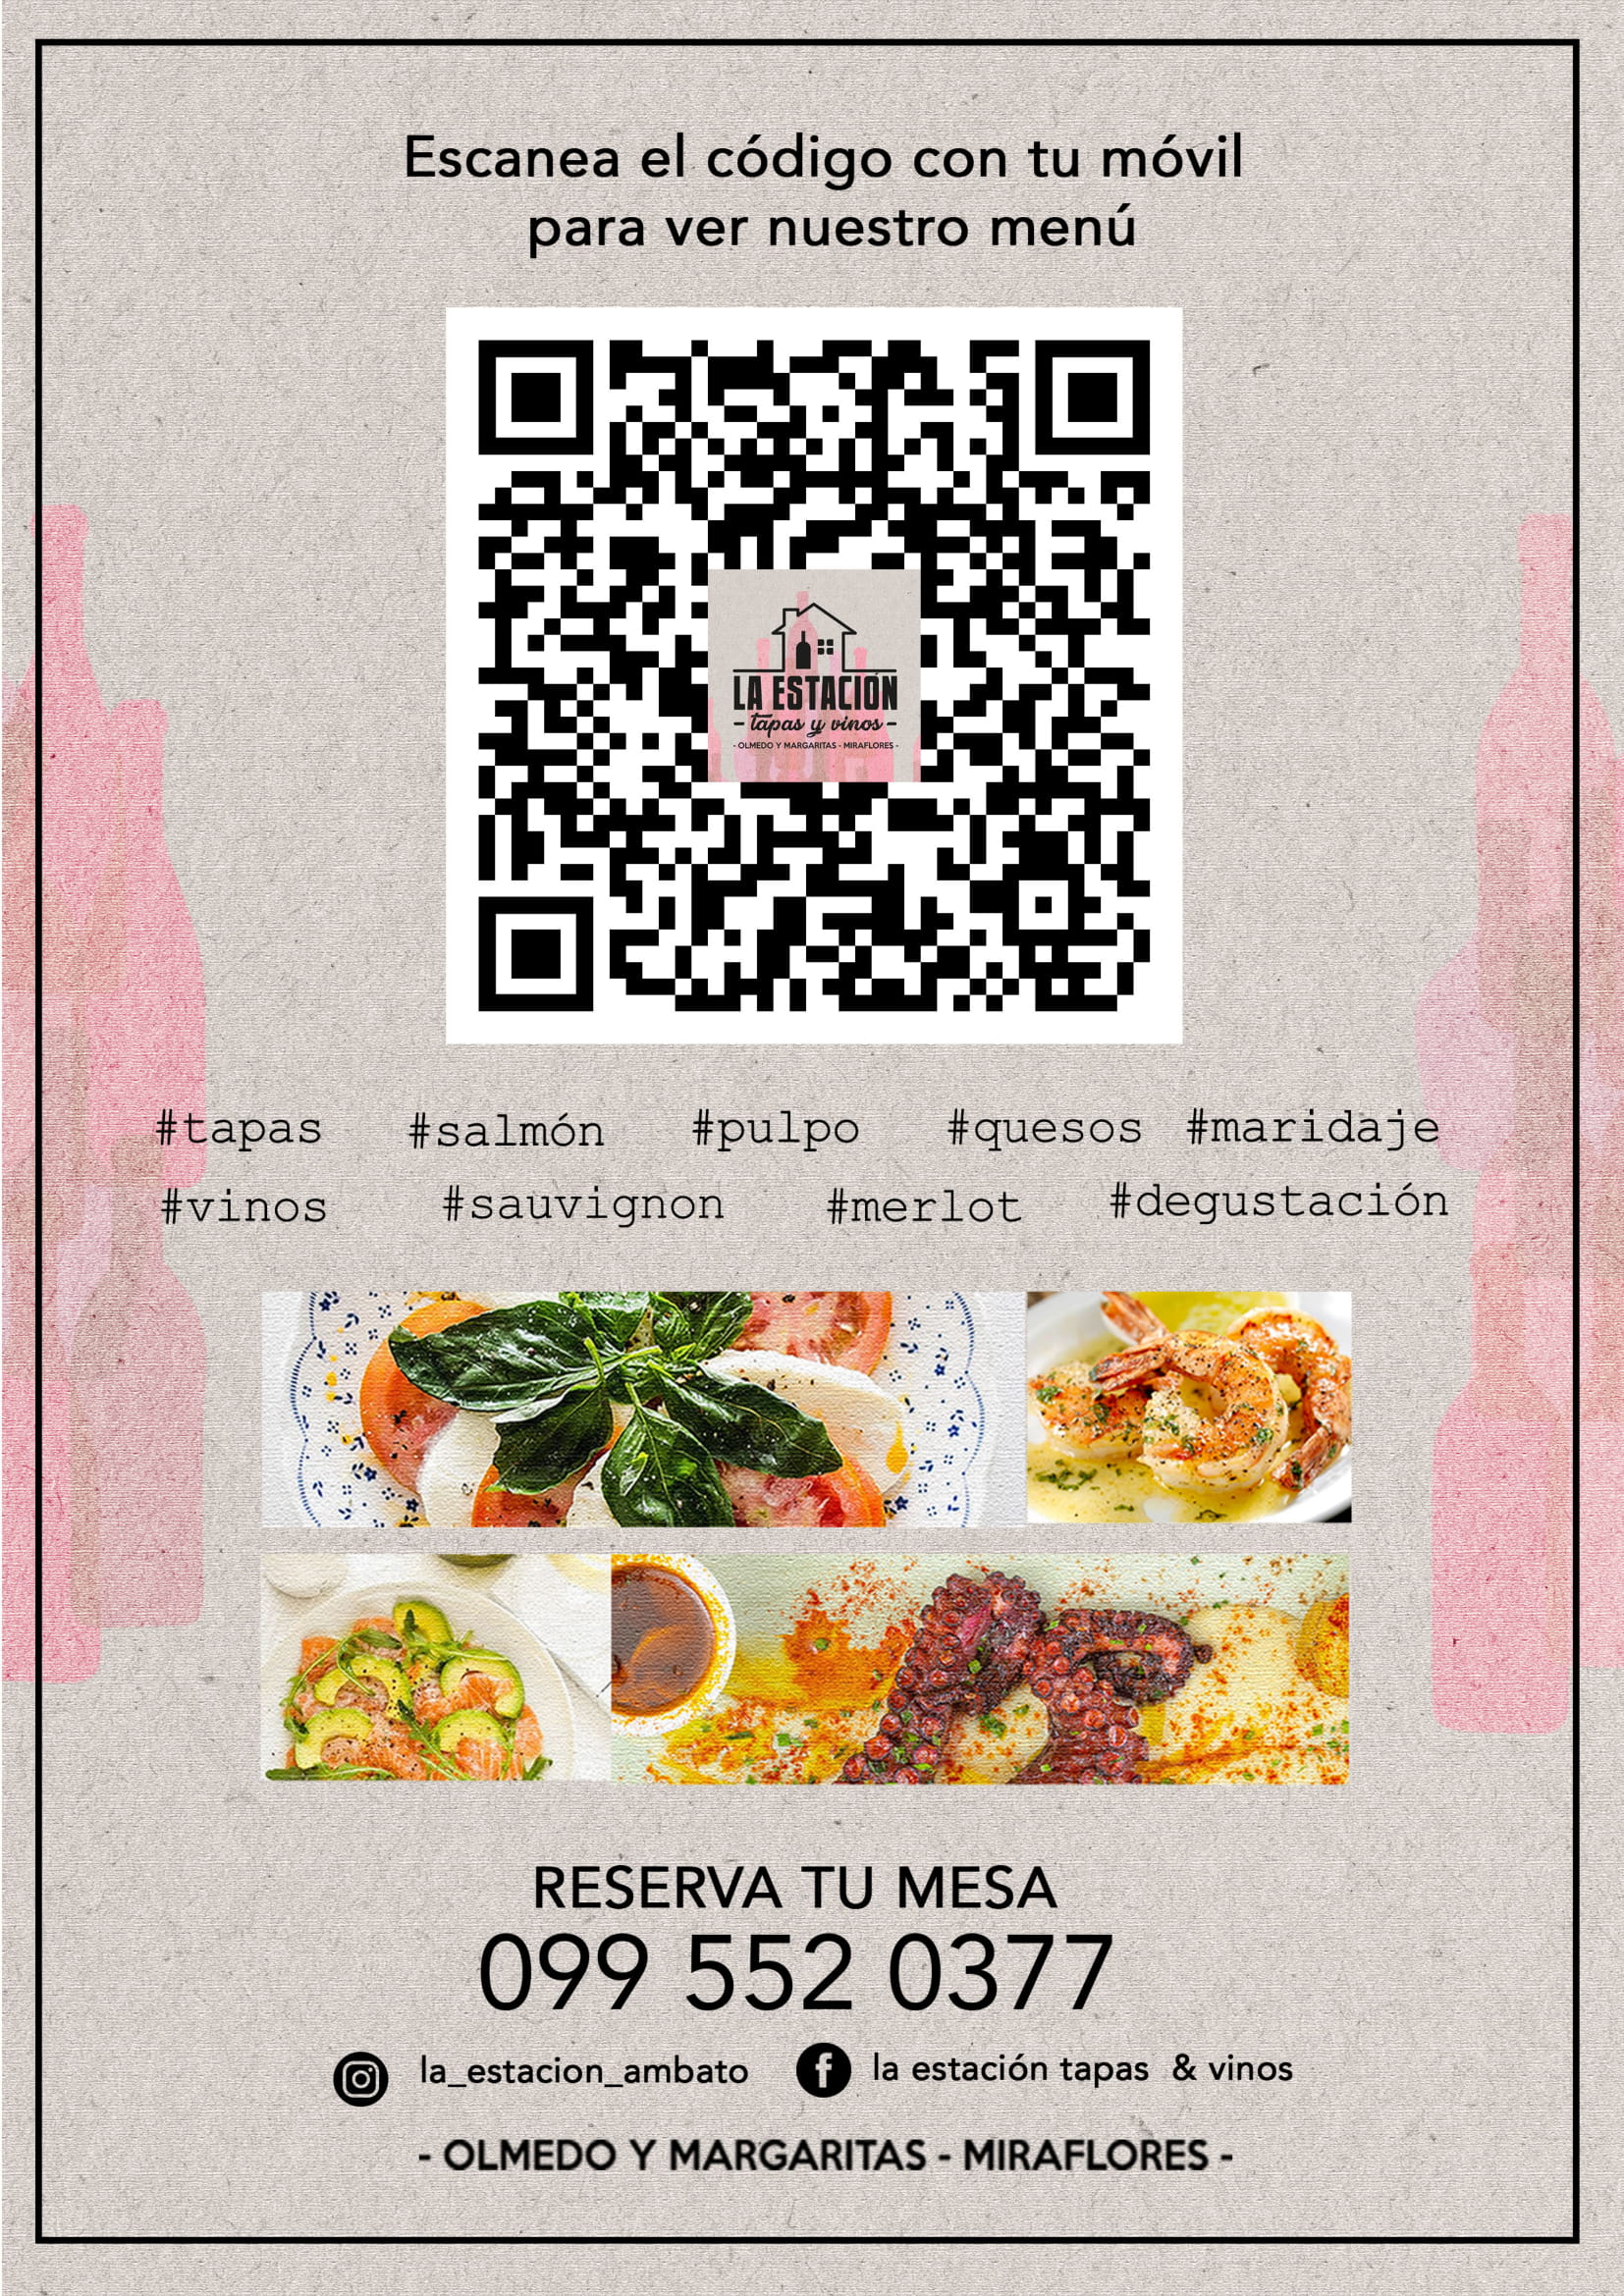 Escanea el código con tu móvil
para ver nuestro menú
LA ESTACIÓN
- tapas y vinos -
- OLMEDO Y MARGARITAS - MIRAFLORES -
#tapas #salmón #pulpo #quesos #maridaje
#vinos #sauvignon #merlot #degustación
RESERVA TU MESA
099 552 0377
la_estacion_ambato la estación tapas & vinos
- OLMEDO Y MARGARITAS - MIRAFLORES -